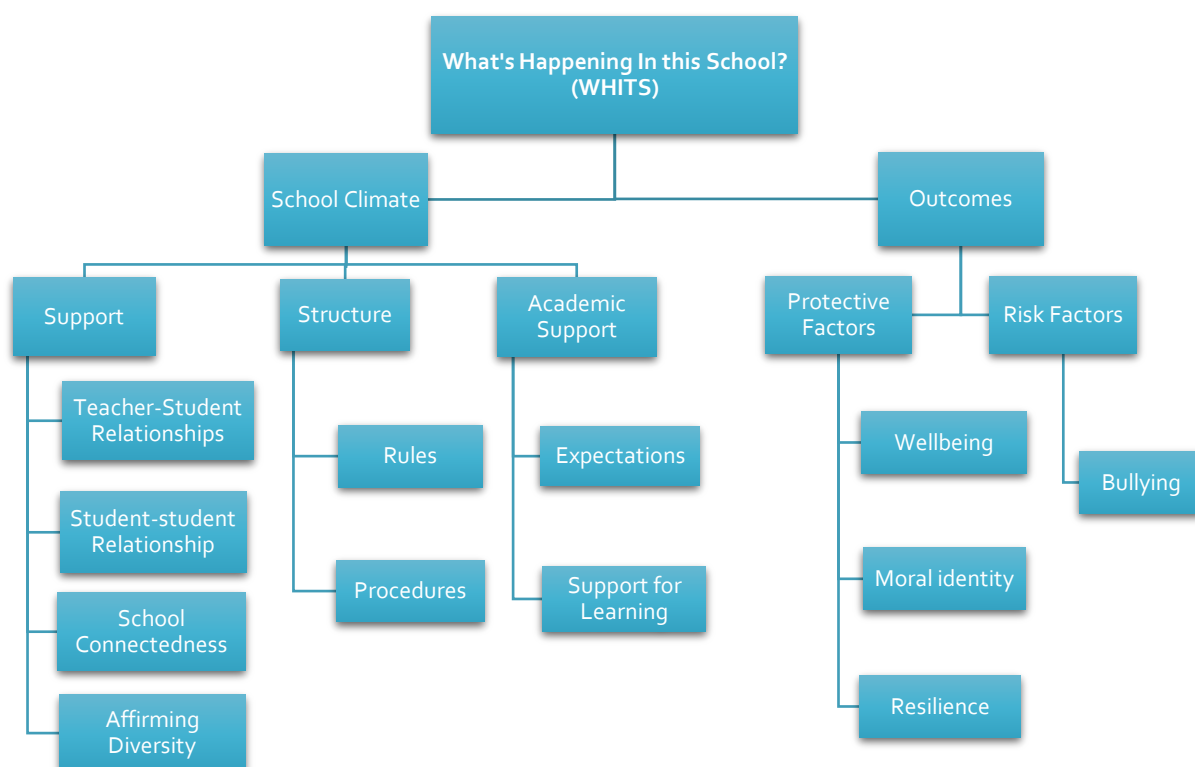 What's Happening In this School?
(WHITS)
School Climate
Outcomes
Support
Structure
Academic
Support
Protective
Factors
Risk Factors
Teacher-Student
Relationships
Rules
Expectations
Wellbeing
Bullying
Student-student
Relationship
Procedures
Support for
Learning
Moral identity
School
Connectedness
Affirming
Diversity
Resilience